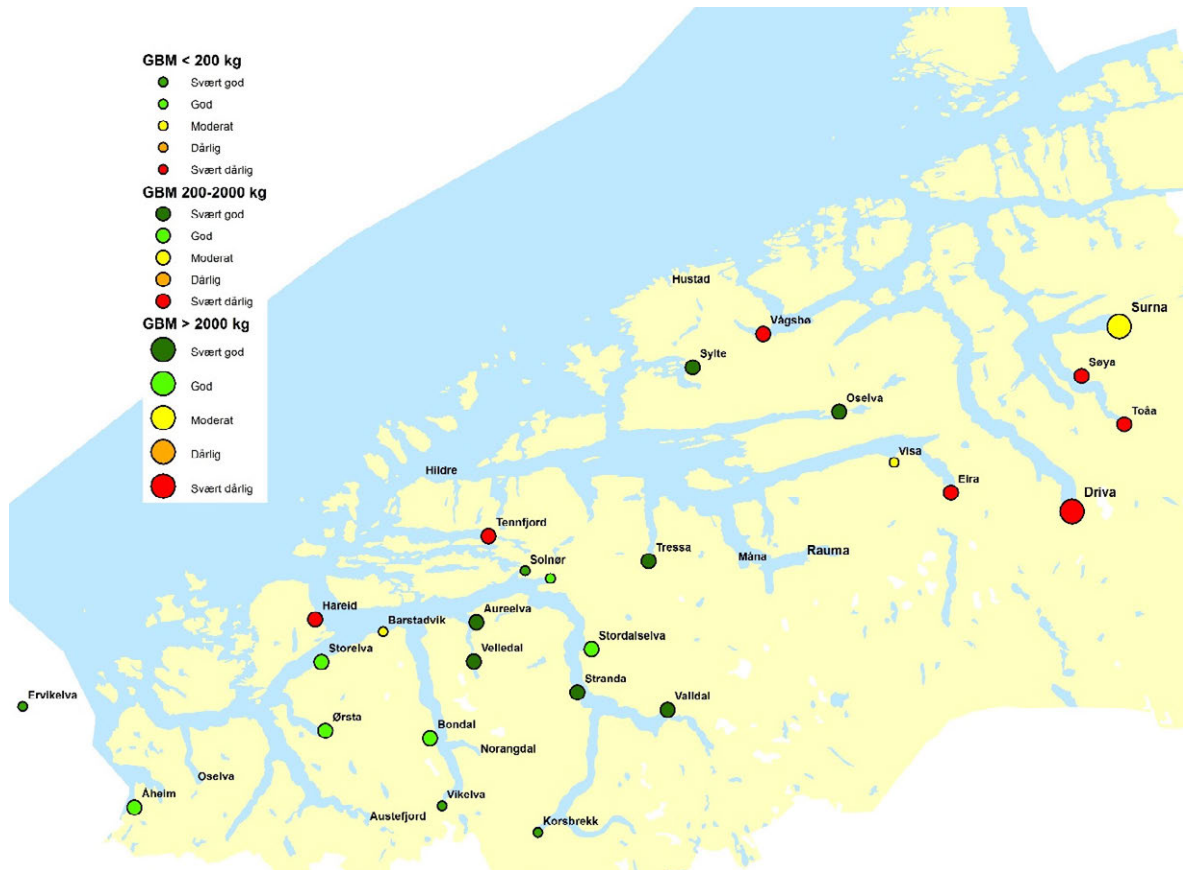 GBM < 200 kg
Svært god
God
Moderat
Dårlig
Svært dårlig
GBM 200-2000 kg
Svært god
God
Moderat
Dårlig
Svært dårlig
GBM > 2000 kg
Svært god
God
Moderat
Dårlig
Svært dårlig
Hustad
Surna
Vågsbø
Sylte
Søya
Oselva
Toåa
Visa
Hildre
Eira
Driva
Tennfjord
Solnør
Tressa
Måna
Rauma
Hareid
Aureelva
Barstadvik
Stordalselva
Storelva
Velledal
Stranda
Ervikelva
Valldal
Ørsta
Bondal
Norangdal
Oselva
Åheim
Vikelva
Austefjord
Korsbrekk